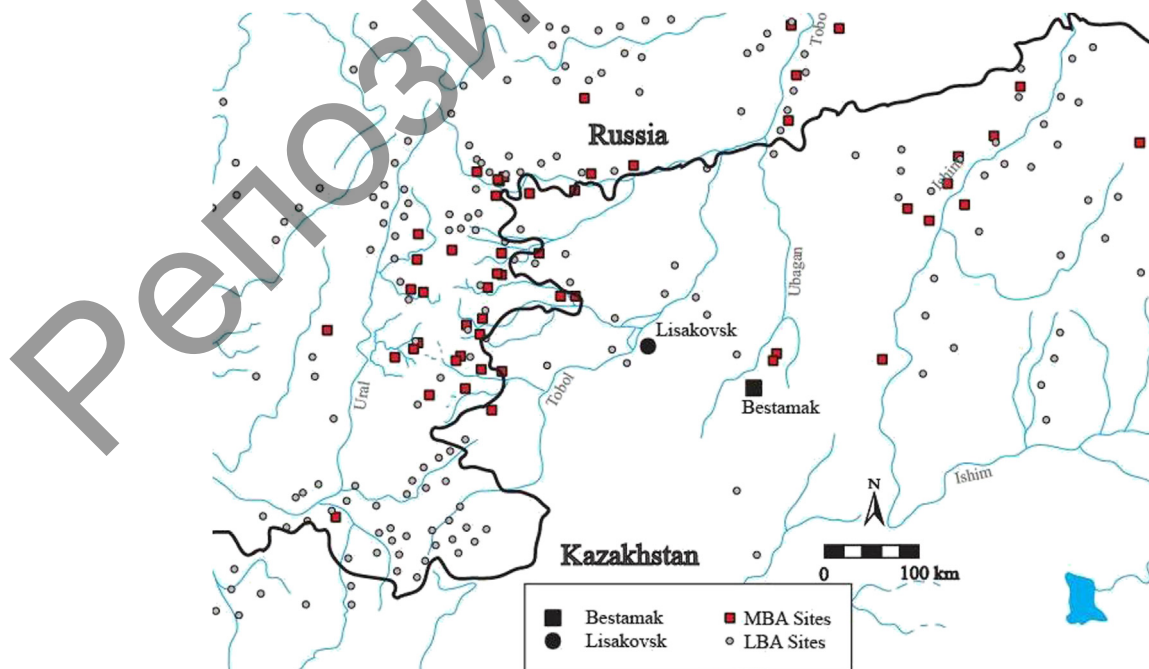 Репози
Tobo
Russia
Ishim
Ubagan
Lisakovsk
Ural
Tobol
Bestamak
Ishim
N
Kazakhstan
0 100 km
Bestamak MBA Sites
Lisakovsk LBA Sites